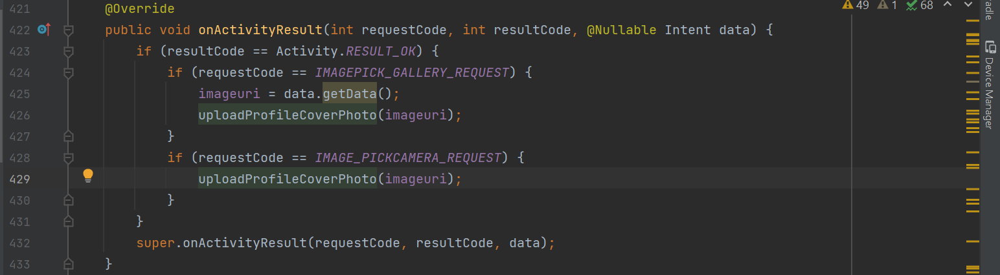 421 @Override
422 public void onActivityResult(int requestCode, int resultCode, @Nullable Intent data) {
423 if (resultCode == Activity.RESULT_OK) {
424 if (requestCode == IMAGEPICK_GALLERY_REQUEST) {
425 imageuri = data.getData();
426 uploadProfileCoverPhoto(imageuri);
427 }
428 if (requestCode == IMAGE_PICKCAMERA_REQUEST) {
429 uploadProfileCoverPhoto(imageuri);
430 }
431 }
432 super.onActivityResult(requestCode, resultCode, data);
433 }
49 1 68
adle
Device Manager